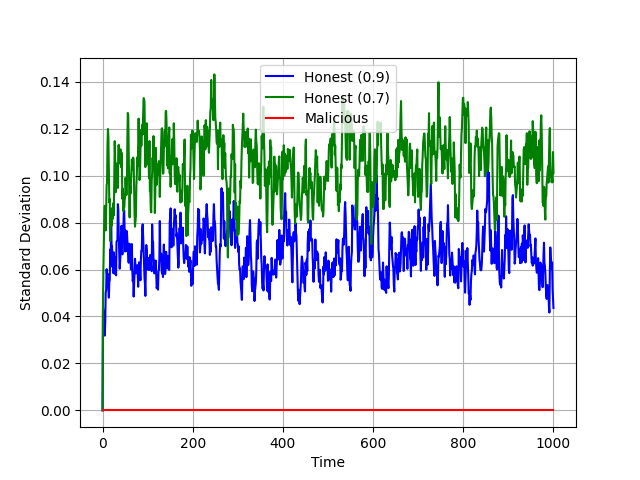 Honest (0.9)
Honest (0.7)
Malicious
Standard Deviation
0.14
0.12
0.10
0.08
0.06
0.04
0.02
0.00
0
200
400
600
800
1000
Time